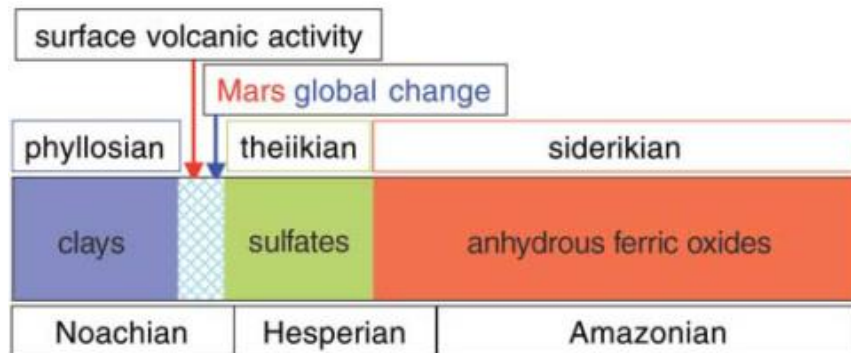 surface volcanic activity
Mars global change
phyllosian
theiikian
siderikian
clays
sulfates
anhydrous ferric oxides
Noachian
Hesperian
Amazonian